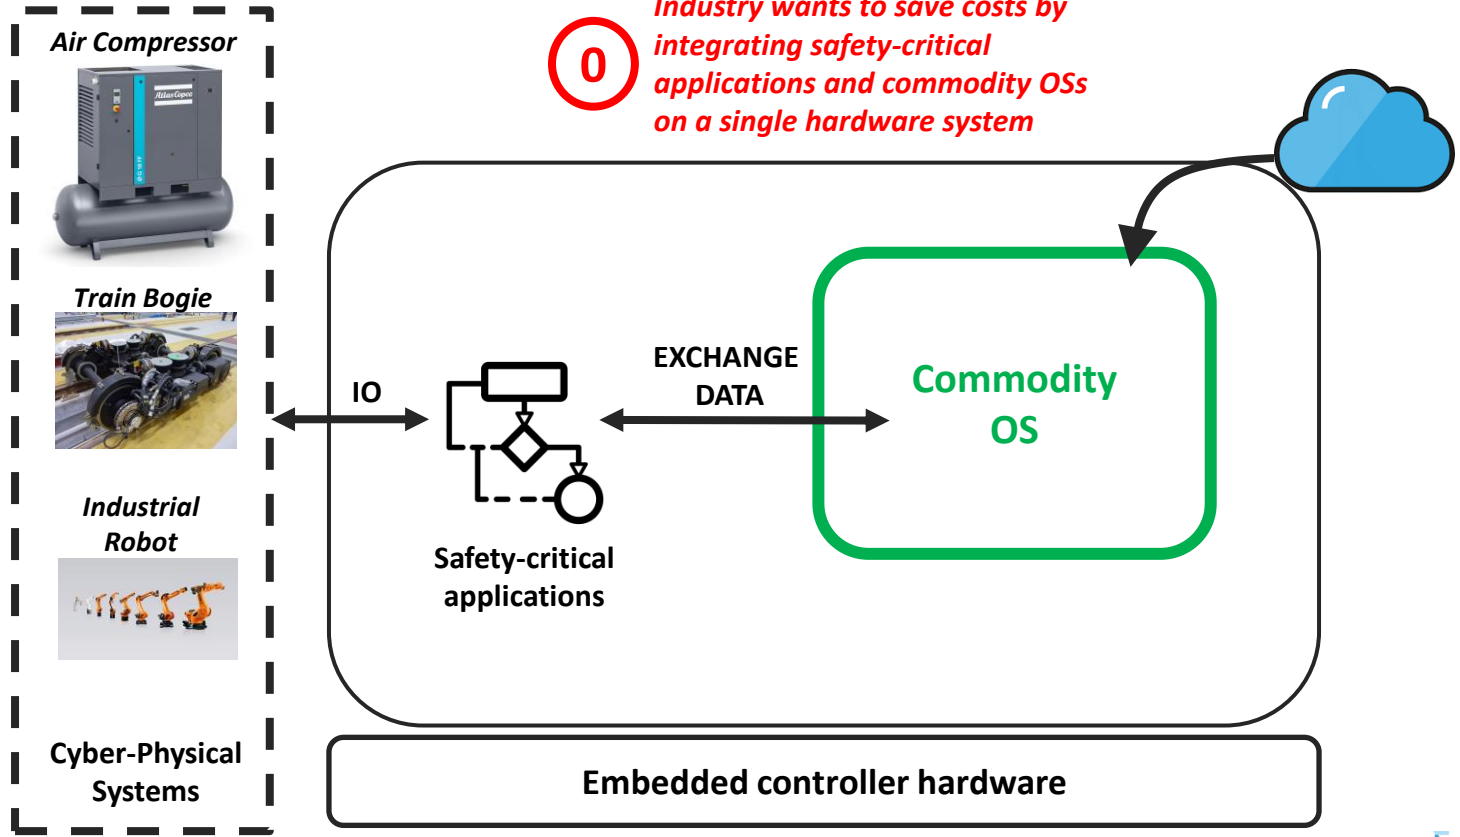 Industry wants to save costs by
integrating safety-critical
applications and commodity OSs
on a single hardware system
0
Air Compressor
Atlas Copco
Train Bogie
Industrial
Robot
Cyber-Physical
Systems
IO
EXCHANGE
DATA
Safety-critical
applications
Commodity
OS
Embedded controller hardware